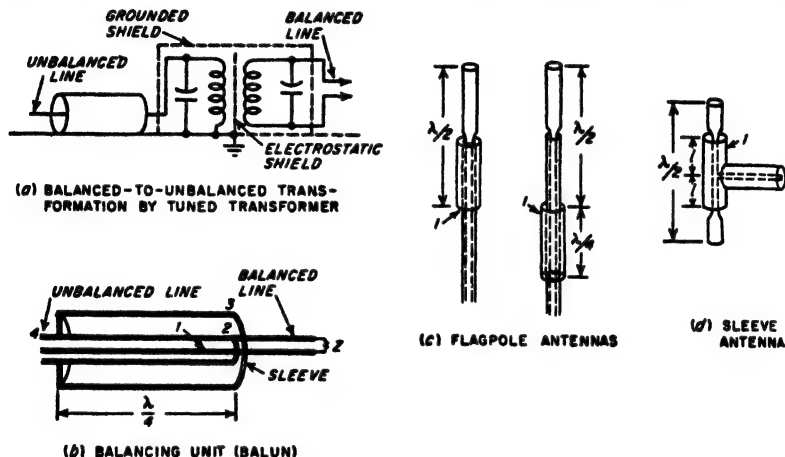 GROUNDED
SHIELD
BALANCED
LINE
UNBALANCED
LINE
ELECTROSTATIC
SHIELD
(a) BALANCED-TO-UNBALANCED TRANS-
FORMATION BY TUNED TRANSFORMER
UNBALANCED LINE
BALANCED
LINE
4
1
3
2
Z
SLEEVE
λ
4
(b) BALANCING UNIT (BALUN)
λ/2
1
λ/2
1
λ/4
(c) FLAGPOLE ANTENNAS
λ/2
1
(d) SLEEVE
ANTENNA